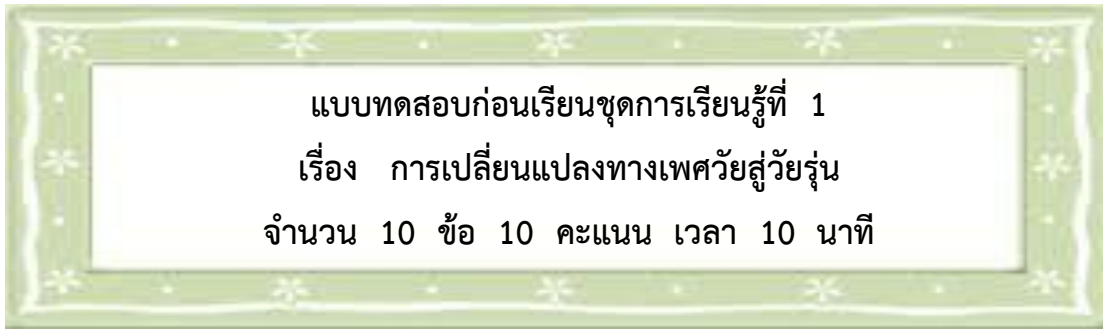 แบบทดสอบก่อนเรียนชุดการเรียนรู้ที่ 1
เรื่อง การเปลี่ยนแปลงทางเพศวัยสู่วัยรุ่น
จำนวน 10 ข้อ 10 คะแนน เวลา 10 นาที